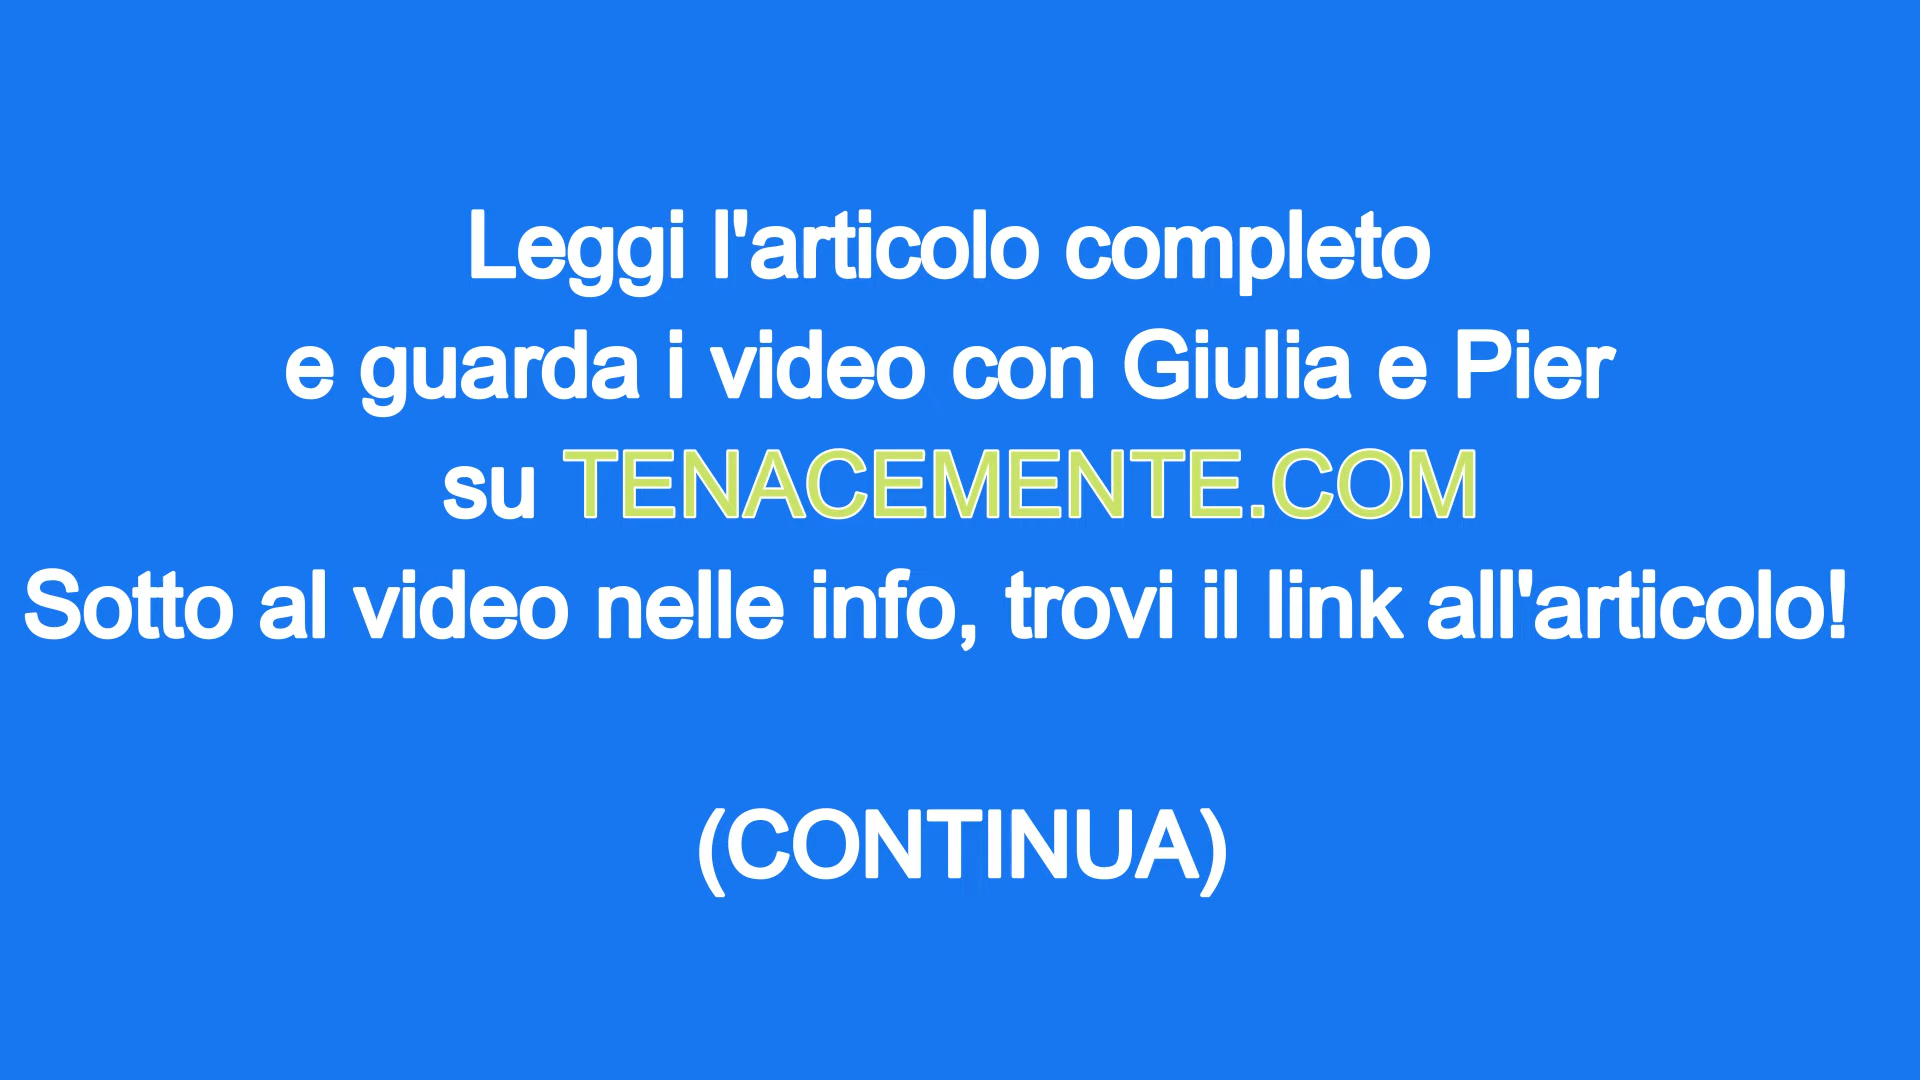 Leggi l'articolo completo
e guarda i video con Giulia e Pier
su TENACEMENTE.COM
Sotto al video nelle info, trovi il link all'articolo!
(CONTINUA)